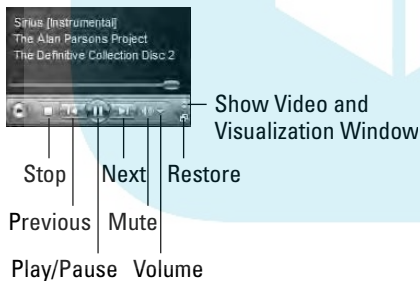 Sirius [Instrumental]
The Alan Parsons Project
The Definitive Collection Disc 2
Show Video and
Visualization Window
Stop
Next
Restore
Previous
Mute
Play/Pause
Volume